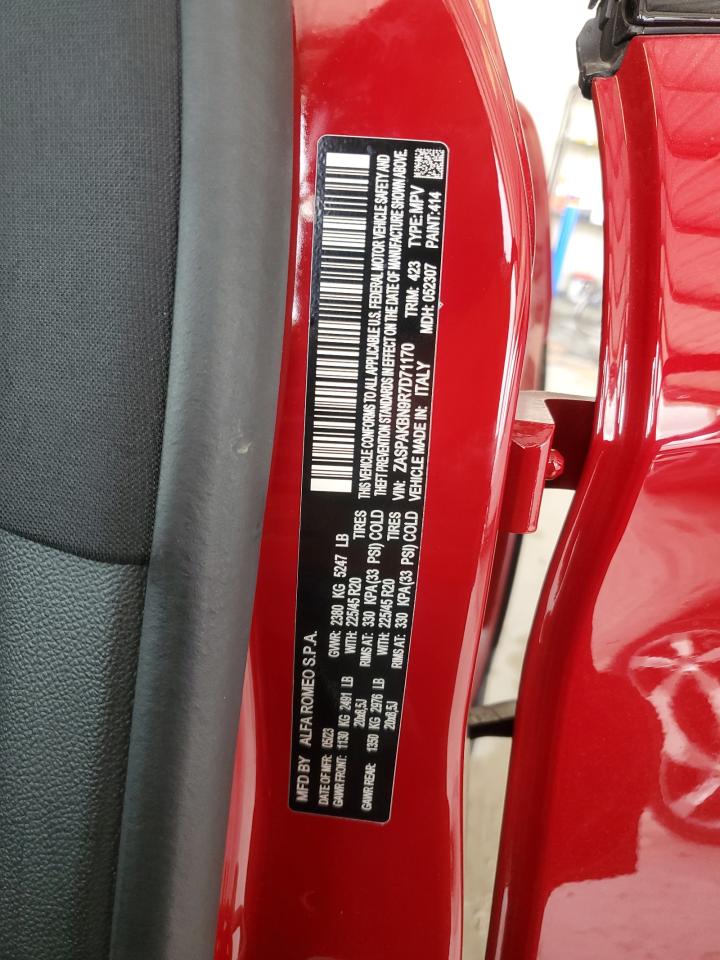 MFD BY ALFA ROMEO S.P.A.
DATE OF MFR: 05/23 GVWR: 2380 KG 5247 LB
GAWR FRONT: 1130 KG 2491 LB WITH: 225/45 R20 TIRES
20x8,5J RIMS AT: 330 KPA(33 PSI) COLD
GAWR REAR: 1350 KG 2976 LB WITH: 225/45 R20 TIRES
20x8,5J RIMS AT: 330 KPA(33 PSI) COLD
THIS VEHICLE CONFORMS TO ALL APPLICABLE U.S. FEDERAL MOTOR VEHICLE SAFETY AND
THEFT PREVENTION STANDARDS IN EFFECT ON THE DATE OF MANUFACTURE SHOWN ABOVE.
VIN: ZASPAKBN9R7D71170 TRIM: 423 TYPE: MPV
VEHICLE MADE IN: ITALY MDH: 052307 PAINT: 414